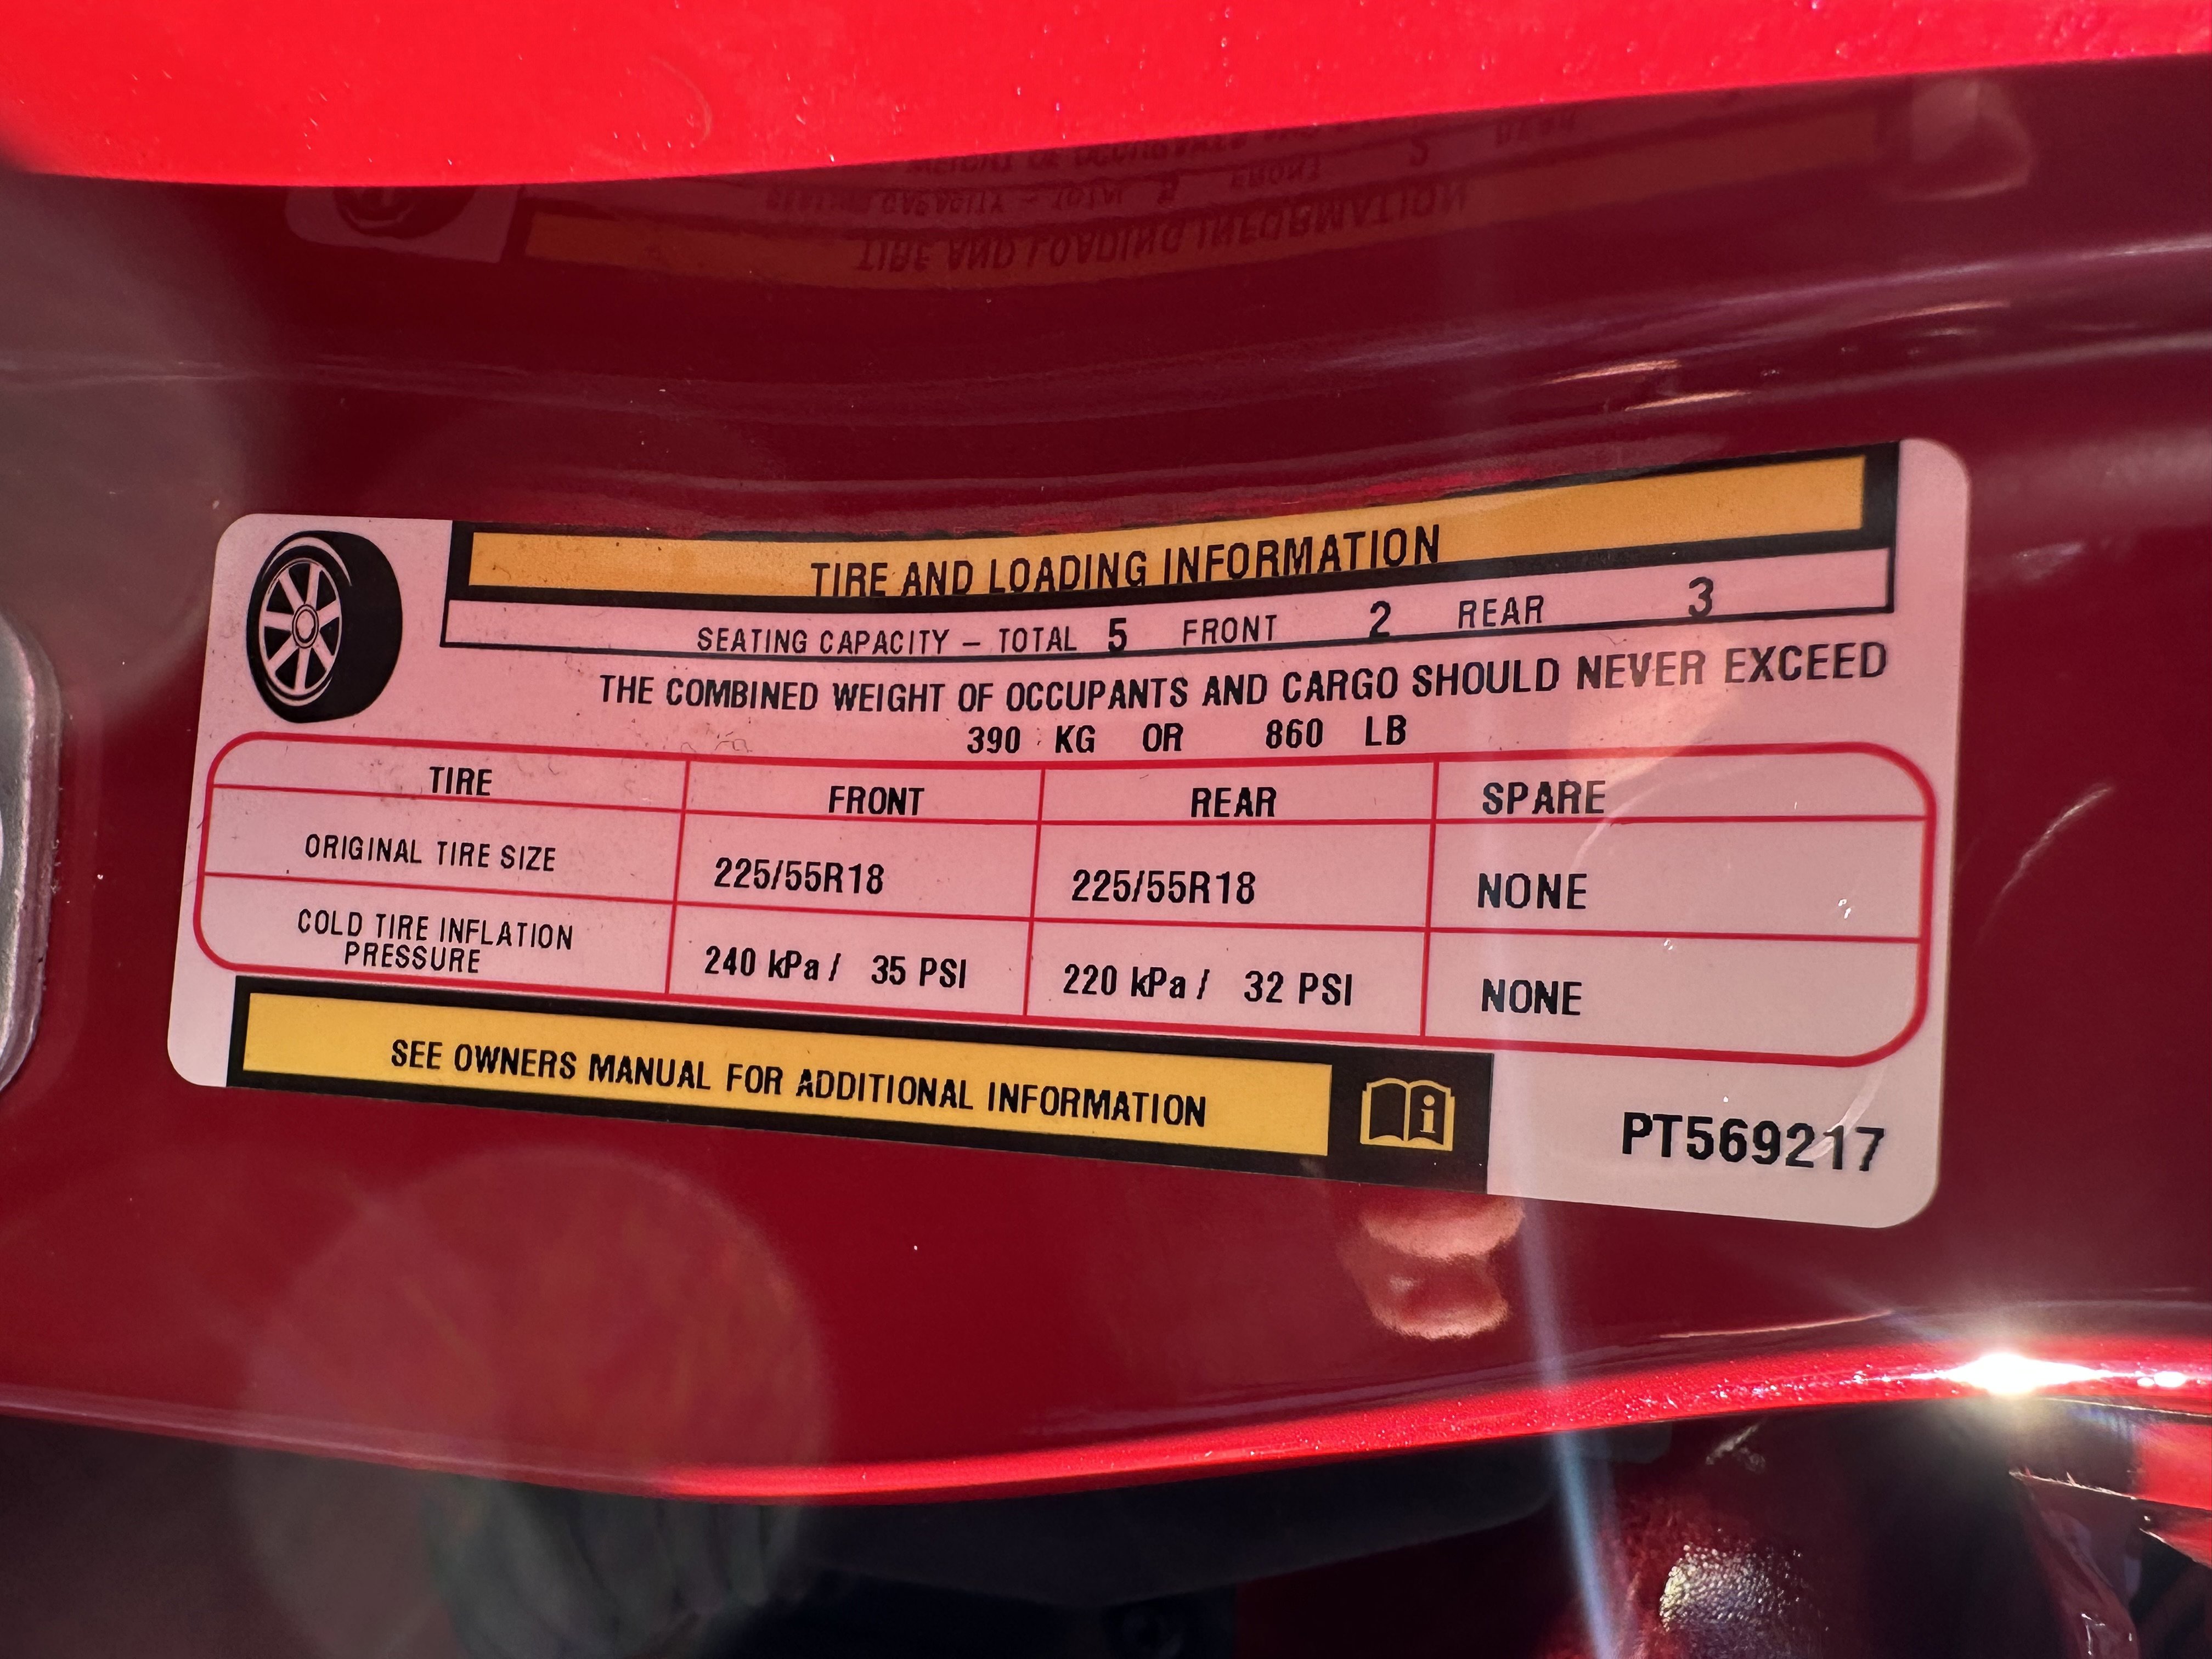 TIRE AND LOADING INFORMATION
SEATING CAPACITY – TOTAL 5 FRONT 2 REAR 3
THE COMBINED WEIGHT OF OCCUPANTS AND CARGO SHOULD NEVER EXCEED
390 KG OR 860 LB
TIRE FRONT REAR SPARE
ORIGINAL TIRE SIZE 225/55R18 225/55R18 NONE
COLD TIRE INFLATION
PRESSURE 240 kPa / 35 PSI 220 kPa / 32 PSI NONE
SEE OWNERS MANUAL FOR ADDITIONAL INFORMATION
PT569217